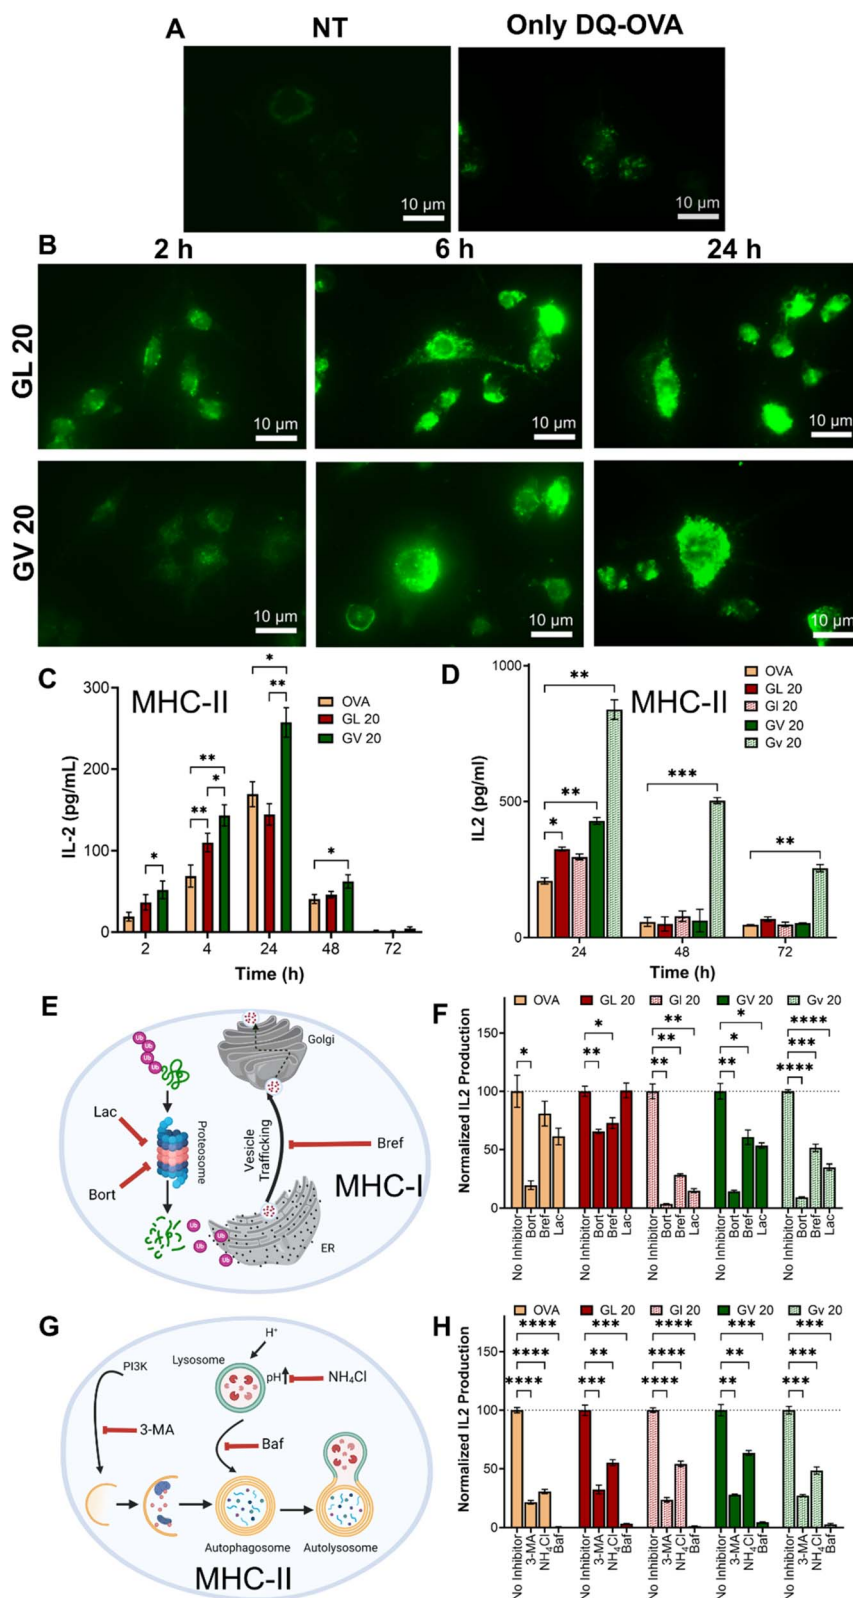 A
NT
Only DQ-OVA
10 µm
10 µm
B
2 h
6 h
24 h
GL 20
10 µm
10 µm
10 µm
GV 20
10 µm
10 µm
10 µm
C
MHC-II
OVA
GL 20
GV 20
IL-2 (pg/mL)
300
200
100
0
*
**
**
*
**
*
**
*
2
4
24
48
72
Time (h)
D
MHC-II
OVA
GL 20
Gl 20
GV 20
Gv 20
IL2 (pg/ml)
1000
500
0
**
**
*
***
**
24
48
72
Time (h)
E
Ub
Ub
Ub
Ub
Golgi
Lac
Proteosome
Vesicle
Trafficking
Bref
Bort
MHC-I
Ub
Ub
Ub
Ub
ER
F
OVA
GL 20
Gl 20
GV 20
Gv 20
Normalized IL2 Production
150
100
50
0
*
*
**
**
**
**
*
*
**
****
***
****
No Inhibitor
Bort
Bref
Lac
No Inhibitor
Bort
Bref
Lac
No Inhibitor
Bort
Bref
Lac
No Inhibitor
Bort
Bref
Lac
No Inhibitor
Bort
Bref
Lac
G
H⁺
PI3K
Lysosome
pH
NH₄Cl
3-MA
Baf
Autophagosome
Autolysosome
MHC-II
H
OVA
GL 20
Gl 20
GV 20
Gv 20
Normalized IL2 Production
150
100
50
0
****
****
****
***
**
***
****
****
****
***
**
**
***
***
***
No Inhibitor
3-MA
NH₄Cl
Baf
No Inhibitor
3-MA
NH₄Cl
Baf
No Inhibitor
3-MA
NH₄Cl
Baf
No Inhibitor
3-MA
NH₄Cl
Baf
No Inhibitor
3-MA
NH₄Cl
Baf